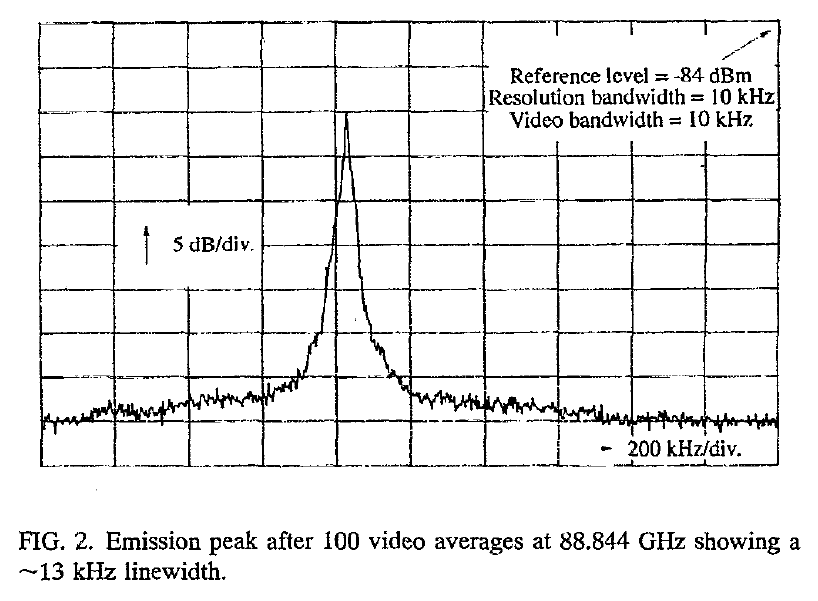 Reference level = -84 dBm
Resolution bandwidth = 10 kHz
Video bandwidth = 10 kHz
5 dB/div.
200 kHz/div.
FIG. 2. Emission peak after 100 video averages at 88.844 GHz showing a
~13 kHz linewidth.